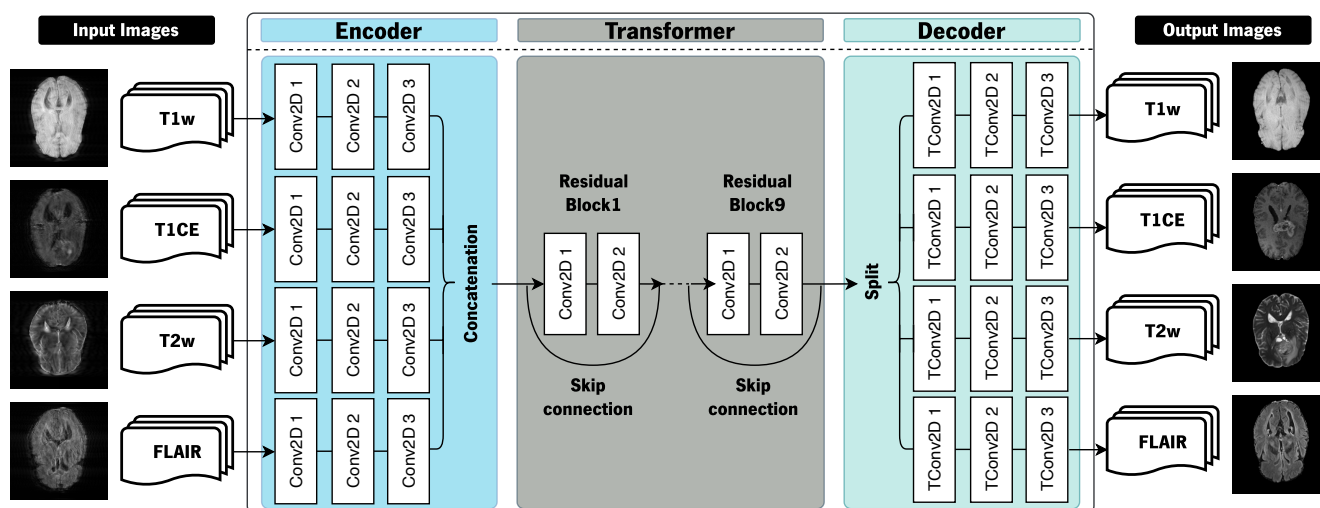 Input Images
Encoder
Transformer
Decoder
Output Images
T1w
Conv2D 1
Conv2D 2
Conv2D 3
TConv2D 1
TConv2D 2
TConv2D 3
T1w
T1CE
Conv2D 1
Conv2D 2
Conv2D 3
TConv2D 1
TConv2D 2
TConv2D 3
T1CE
T2w
Conv2D 1
Conv2D 2
Conv2D 3
TConv2D 1
TConv2D 2
TConv2D 3
T2w
FLAIR
Conv2D 1
Conv2D 2
Conv2D 3
TConv2D 1
TConv2D 2
TConv2D 3
FLAIR
Concatenation
Residual
Block1
Conv2D 1
Conv2D 2
Skip
connection
Residual
Block9
Conv2D 1
Conv2D 2
Skip
connection
Split